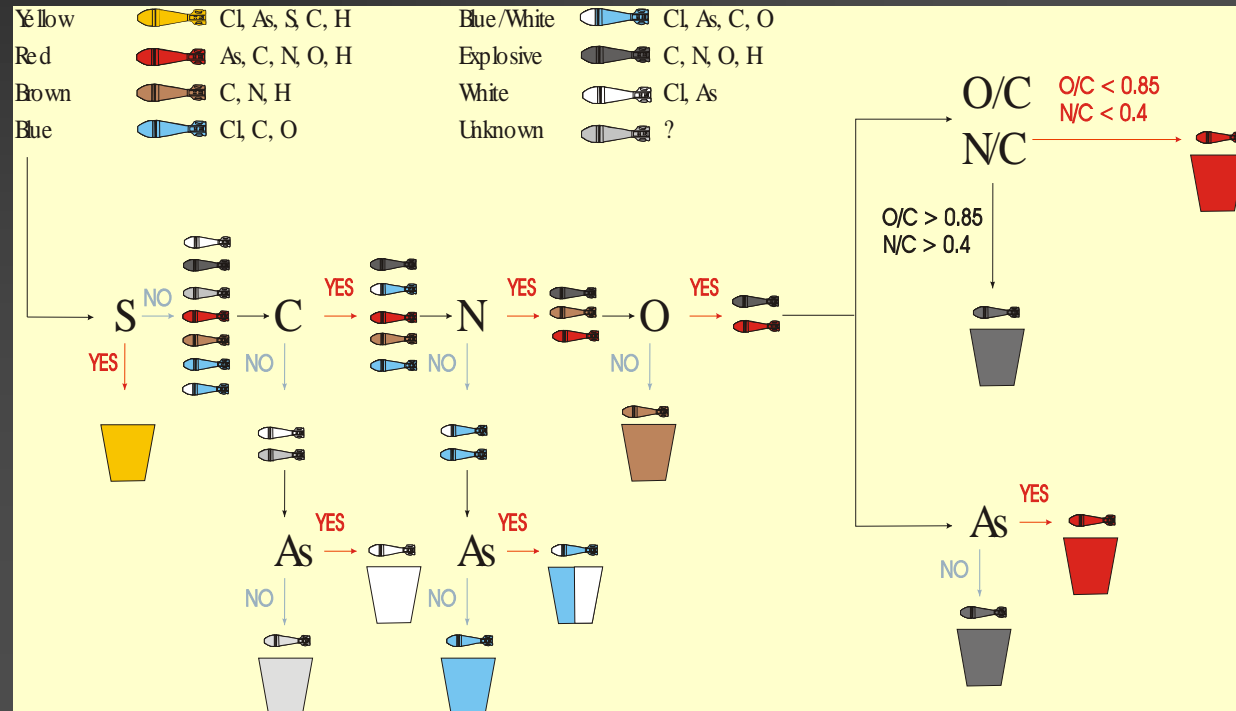 Yellow Cl, As, S, C, H
Red As, C, N, O, H
Brown C, N, H
Blue Cl, C, O
Blue/White Cl, As, C, O
Explosive C, N, O, H
White Cl, As
Unknown ?
S
NO
YES
C
YES
NO
N
YES
NO
O
YES
NO
As
YES
NO
As
YES
NO
O/C
N/C
O/C < 0.85
N/C < 0.4
O/C > 0.85
N/C > 0.4
As
YES
NO